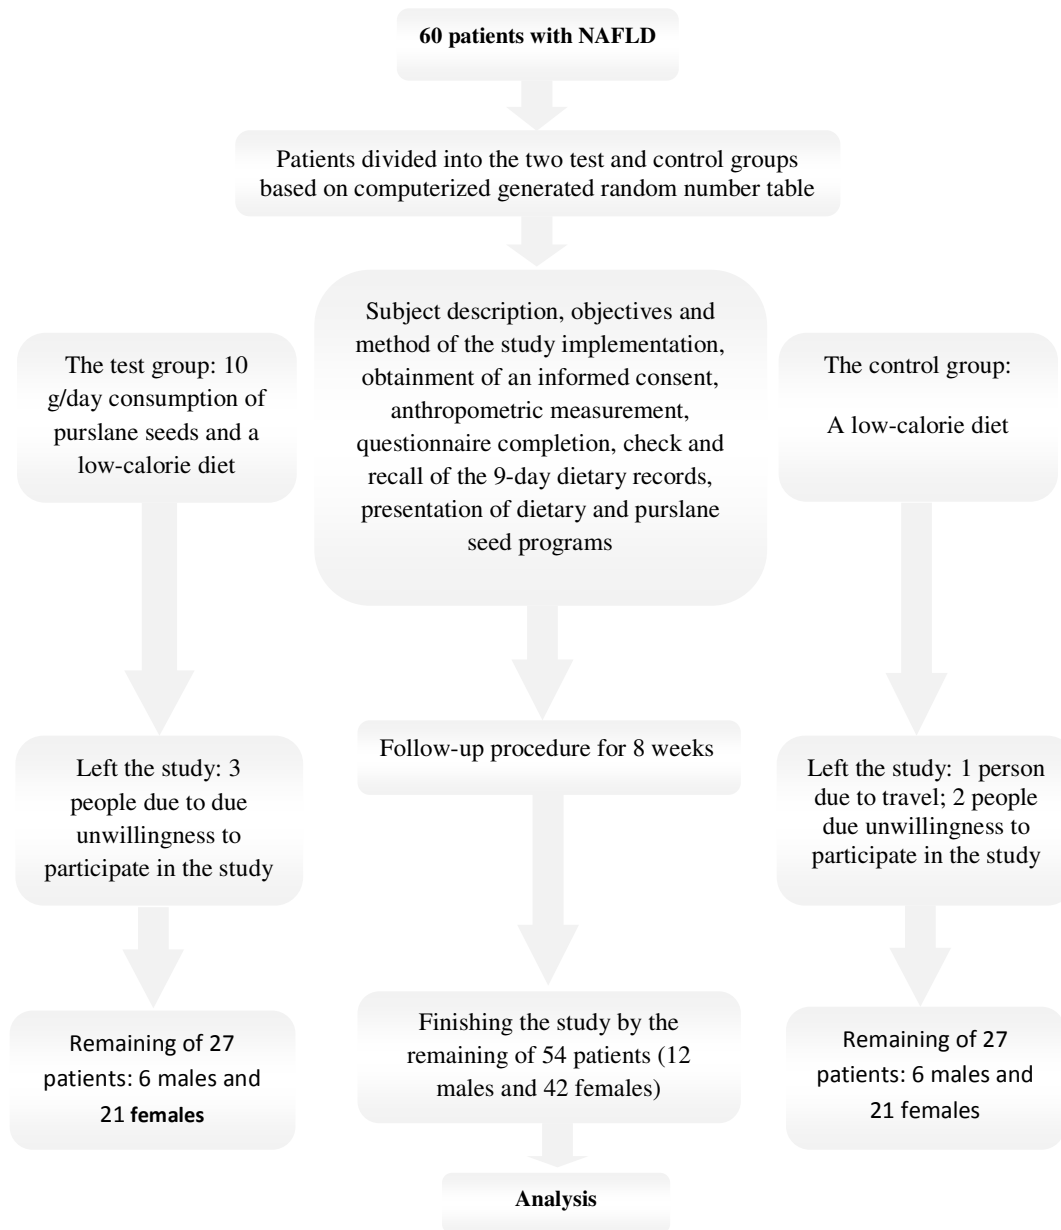 60 patients with NAFLD
Patients divided into the two test and control groups
based on computerized generated random number table
Subject description, objectives and
method of the study implementation,
obtainment of an informed consent,
anthropometric measurement,
questionnaire completion, check and
recall of the 9-day dietary records,
presentation of dietary and purslane
seed programs
The test group: 10
g/day consumption of
purslane seeds and a
low-calorie diet
The control group:
A low-calorie diet
Left the study: 3
people due to due
unwillingness to
participate in the study
Follow-up procedure for 8 weeks
Left the study: 1 person
due to travel; 2 people
due unwillingness to
participate in the study
Remaining of 27
patients: 6 males and
21 females
Finishing the study by the
remaining of 54 patients (12
males and 42 females)
Remaining of 27
patients: 6 males and
21 females
Analysis